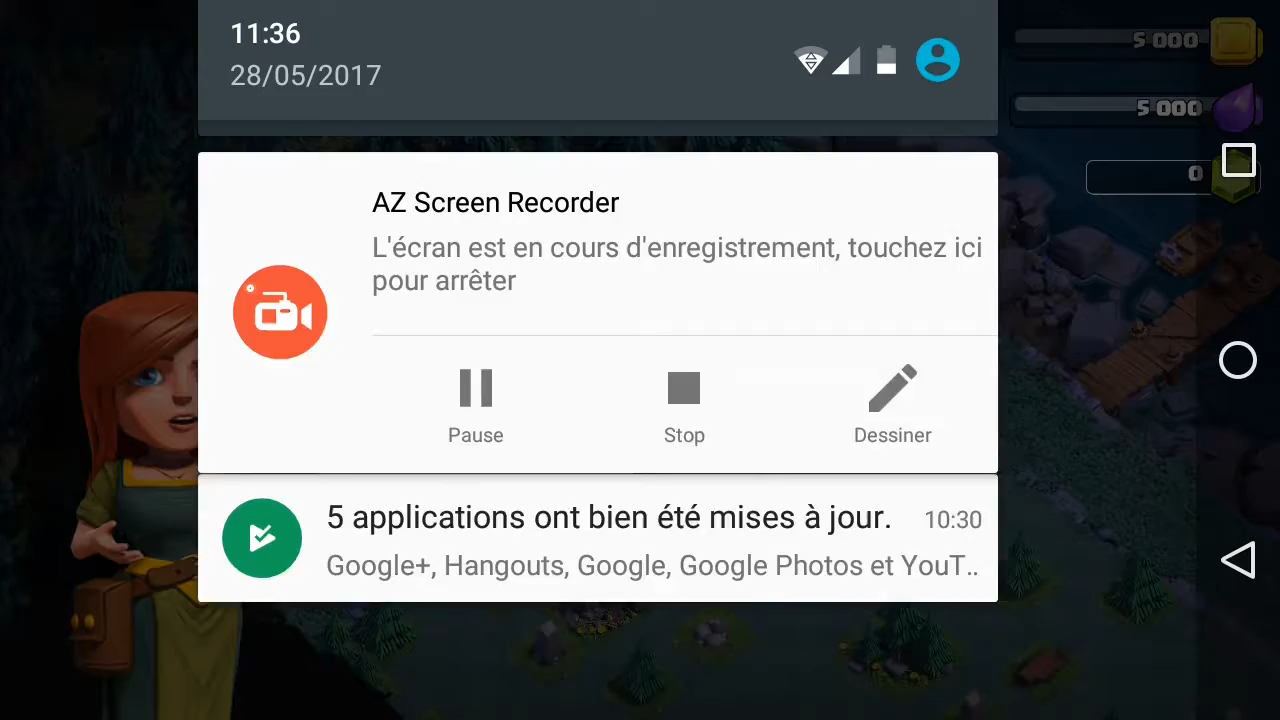 11:36
28/05/2017
5 000
5 000
0
AZ Screen Recorder
L'écran est en cours d'enregistrement, touchez ici
pour arrêter
Pause
Stop
Dessiner
5 applications ont bien été mises à jour.
10:30
Google+, Hangouts, Google, Google Photos et YouT..